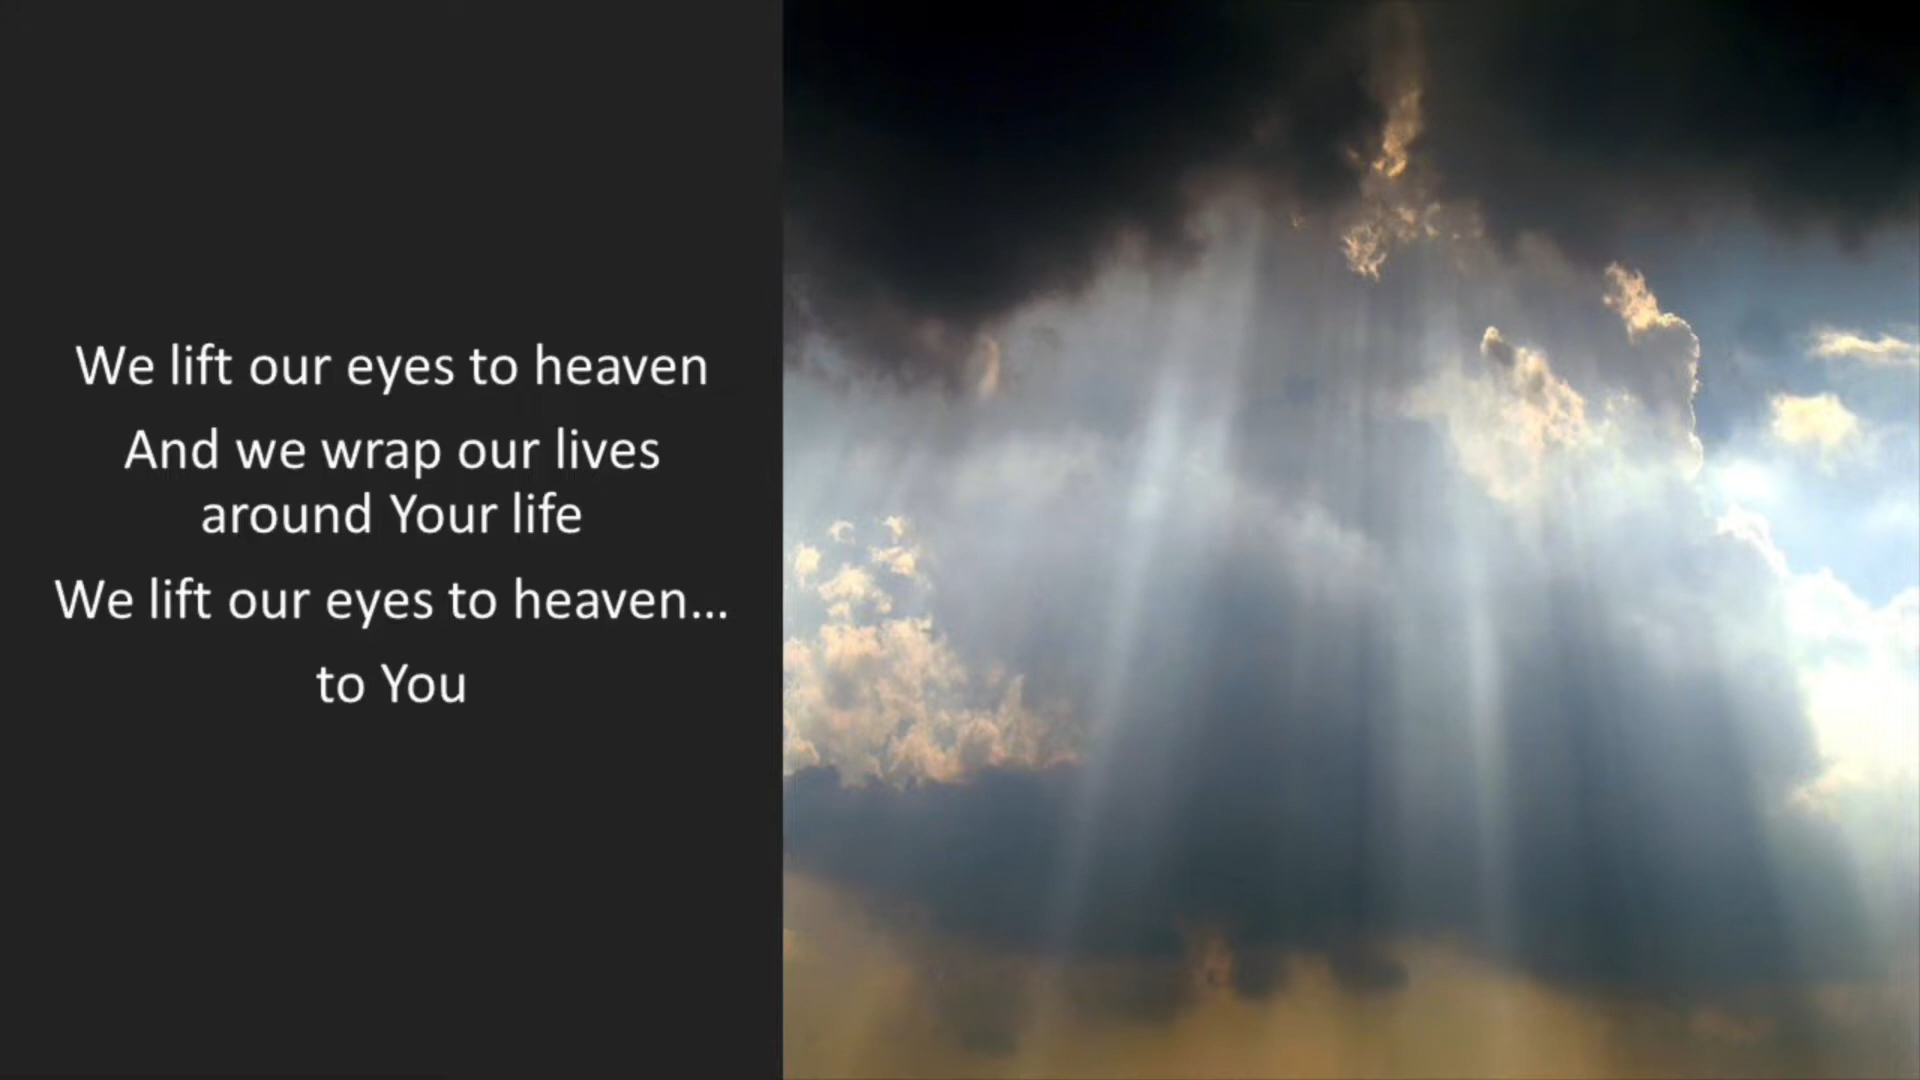 We lift our eyes to heaven
And we wrap our lives
around Your life
We lift our eyes to heaven...
to You